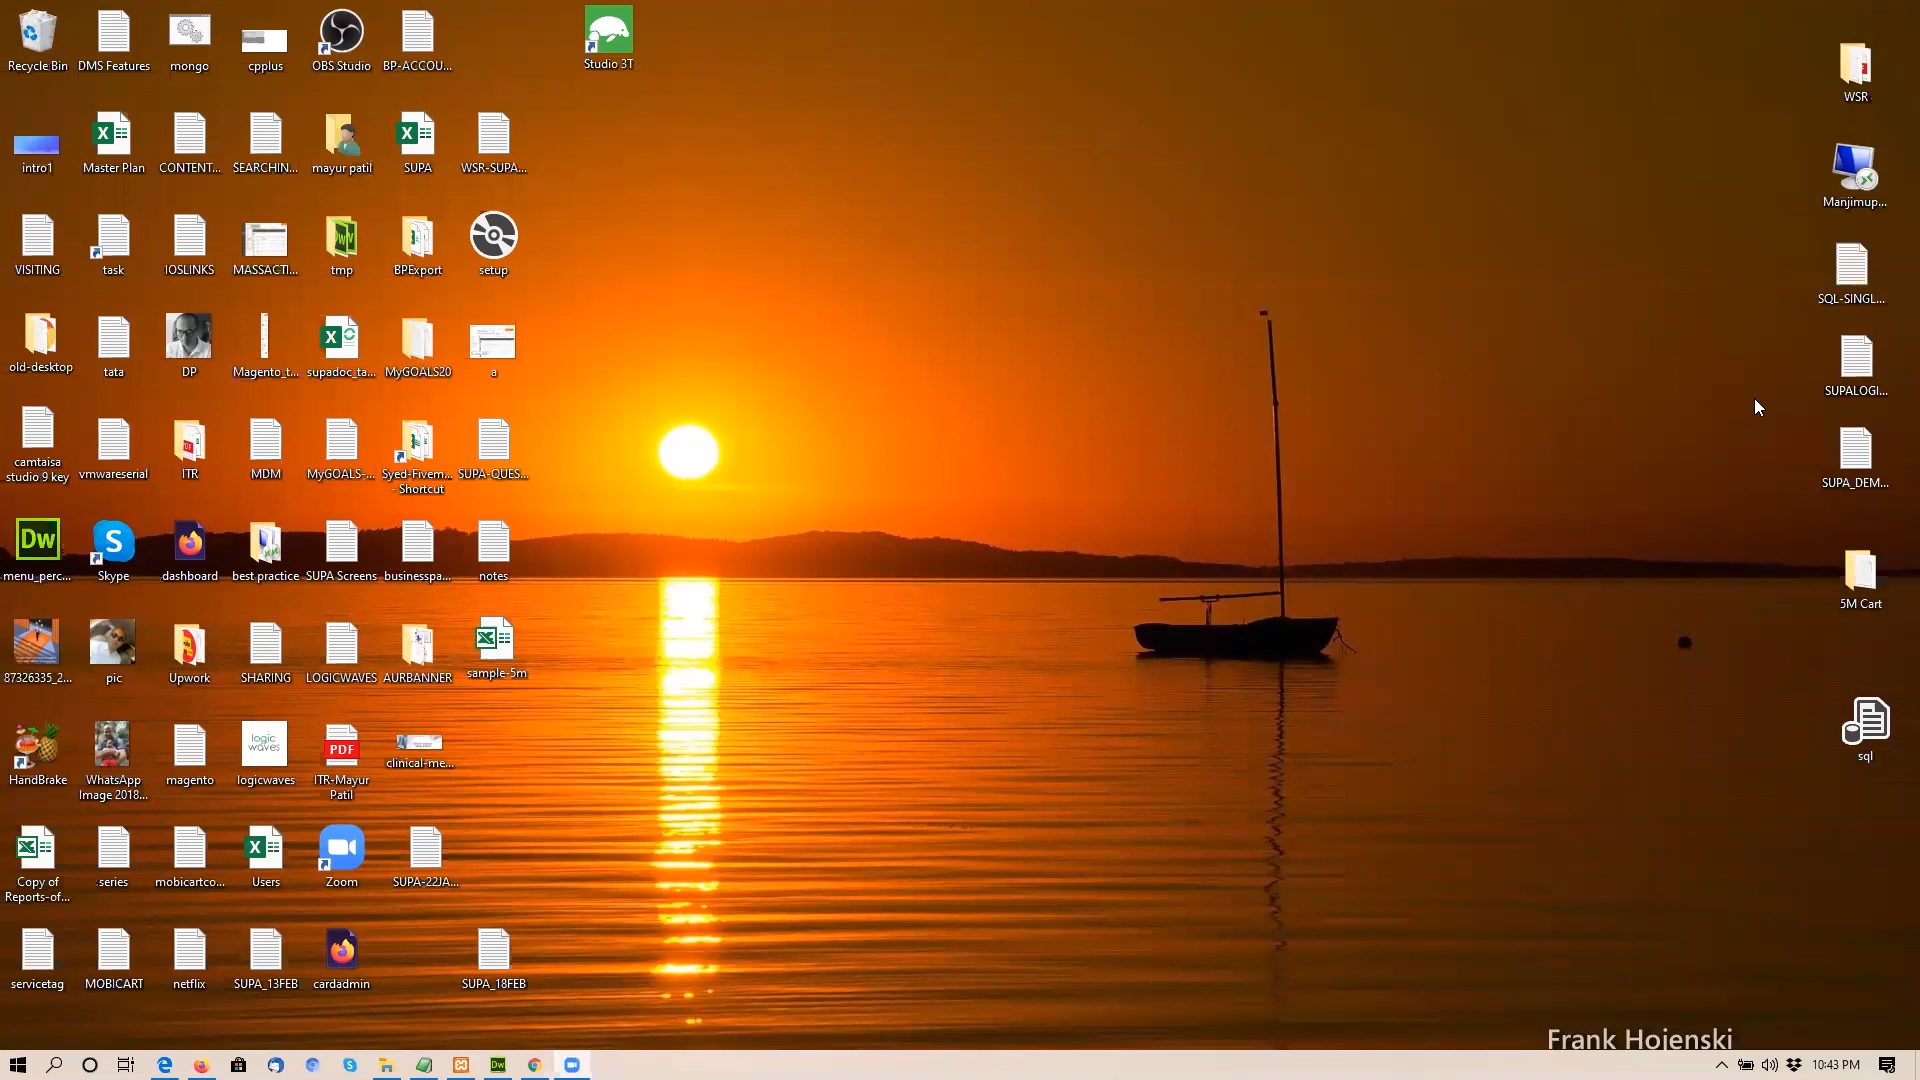 Recycle Bin
DMS Features
mongo
cpplus
OBS Studio
BP-ACCOU...
Studio 3T
WSR
intro1
Master Plan
CONTENT...
SEARCHIN...
mayur patil
SUPA
WSR-SUPA...
Manjimup...
VISITING
task
IOSLINKS
MASSACTI...
tmp
BPExport
setup
SQL-SINGL...
old-desktop
tata
DP
Magento_t...
supadoc_ta...
MyGOALS20
a
SUPALOGI...
camtaisa
studio 9 key
vmwareserial
ITR
MDM
MyGOALS-...
Syed-Fivem...
- Shortcut
SUPA-QUES...
SUPA_DEM...
menu_perc...
Skype
dashboard
best practice
SUPA Screens
businesspa...
notes
5M Cart
87326335_2...
pic
Upwork
SHARING
LOGICWAVES
AURBANNER
sample-5m
HandBrake
WhatsApp
Image 2018...
magento
logic
waves
logicwaves
PDF
ITR-Mayur
Patil
clinical-me...
sql
Copy of
Reports-of...
series
mobicartco...
Users
Zoom
SUPA-22JA...
servicetag
MOBICART
netflix
SUPA_13FEB
cardadmin
SUPA_18FEB
Frank Hojenski
10:43 PM